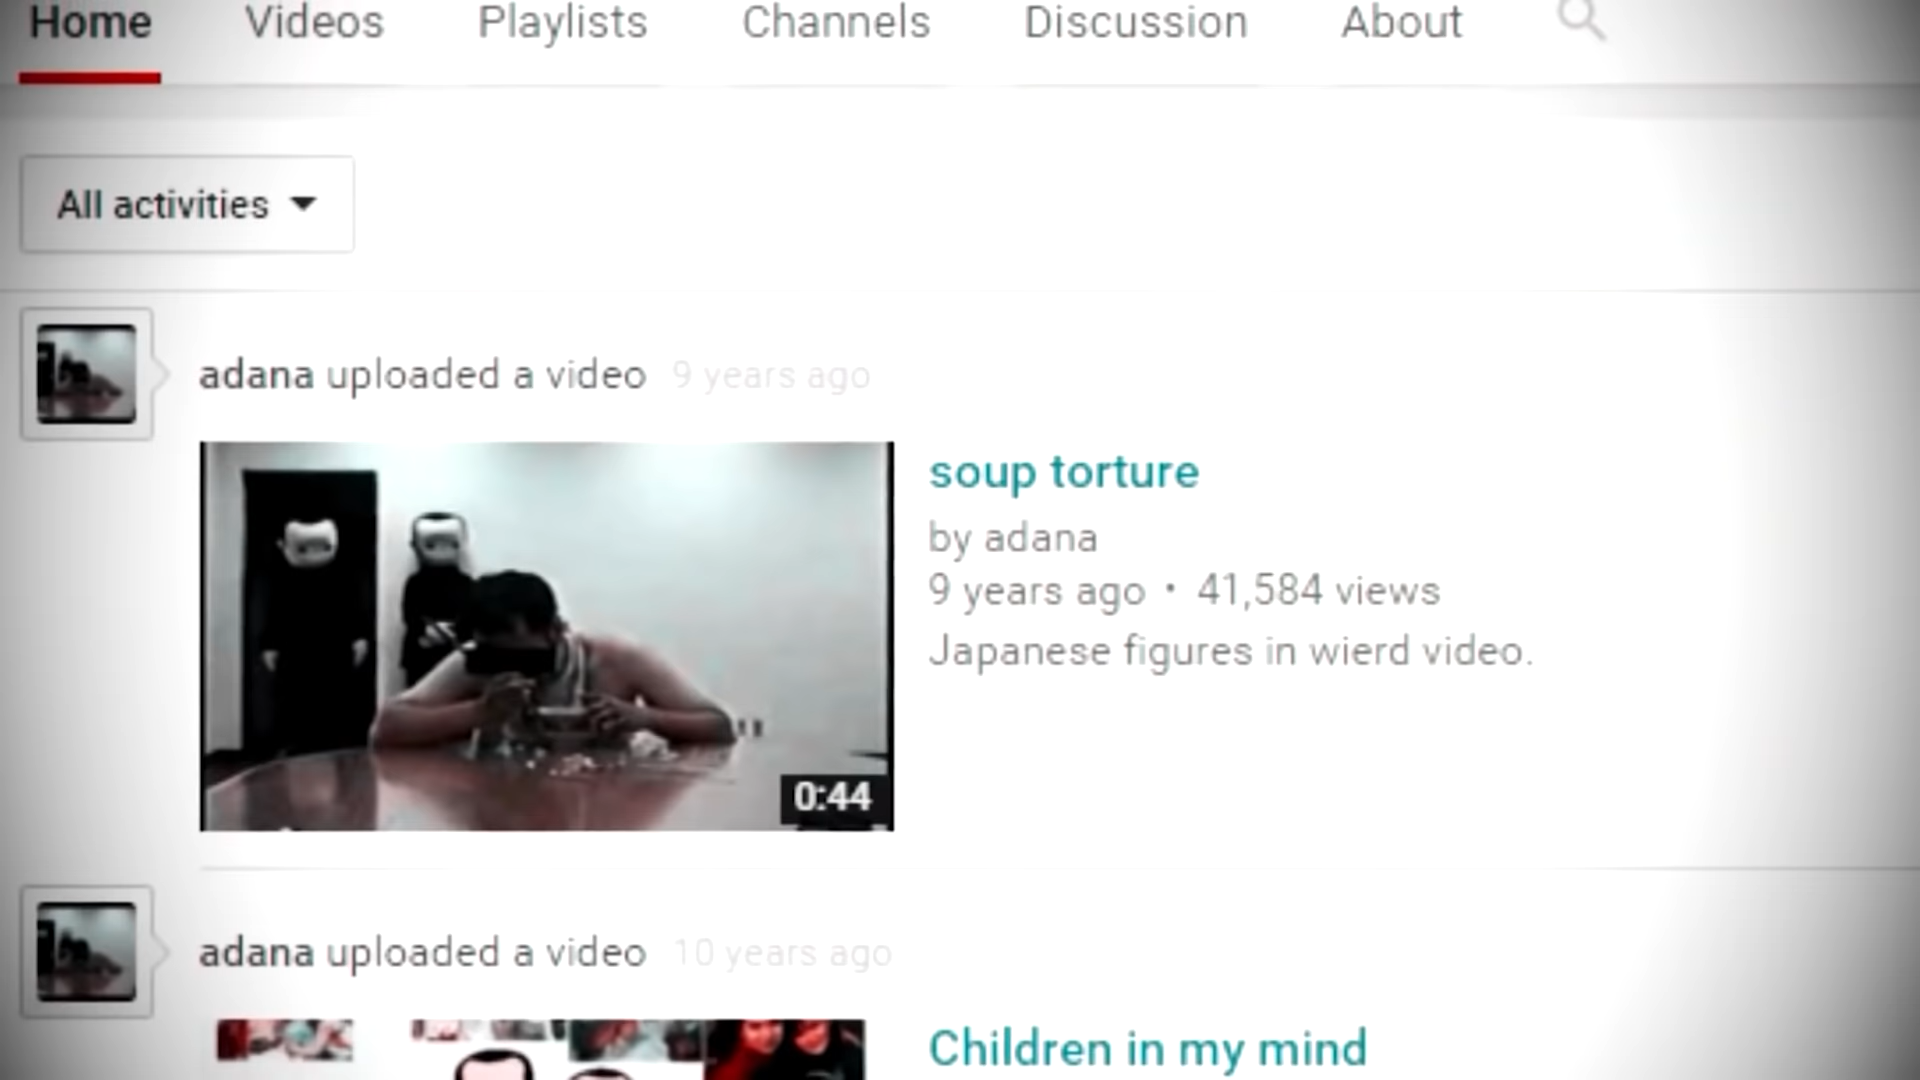 Home Videos Playlists Channels Discussion About
All activities
adana uploaded a video 9 years ago
soup torture
by adana
9 years ago • 41,584 views
Japanese figures in wierd video.
0:44
adana uploaded a video 10 years ago
Children in my mind